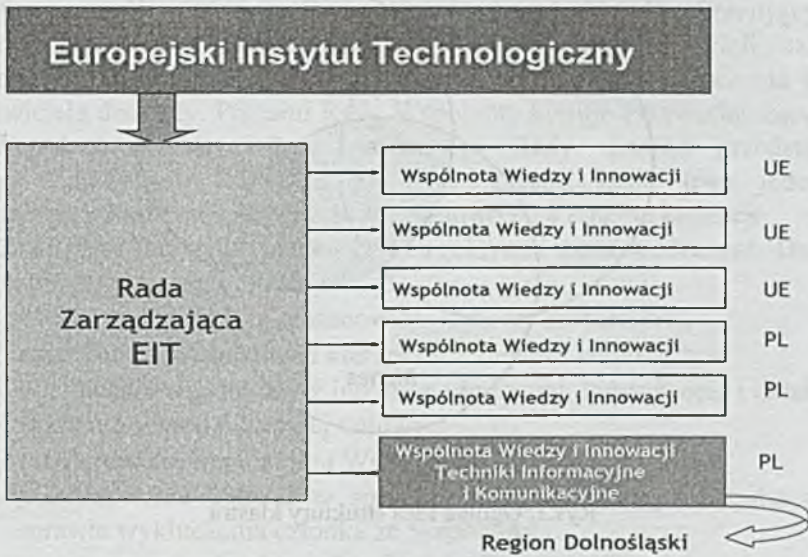 Europejski Instytut Technologiczny
Rada
Zarządzająca
EIT
Wspólnota Wiedzy i Innowacji UE
Wspólnota Wiedzy i Innowacji UE
Wspólnota Wiedzy i Innowacji UE
Wspólnota Wiedzy i Innowacji PL
Wspólnota Wiedzy i Innowacji PL
Wspólnota Wiedzy i Innowacji PL
Techniki Informacyjne
i Komunikacyjne
Region Dolnośląski